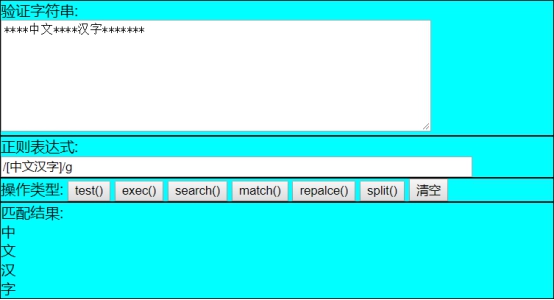 验证字符串:
****中文****汉字*******
正则表达式:
/[中文汉字]/g
操作类型: test() exec() search() match() repalce() split() 清空
匹配结果:
中
文
汉
字